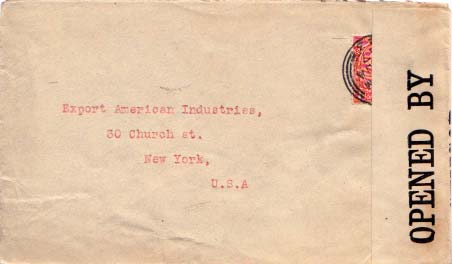 Export American Industries,
30 Church st.
New York,
U.S.A
OPENED BY